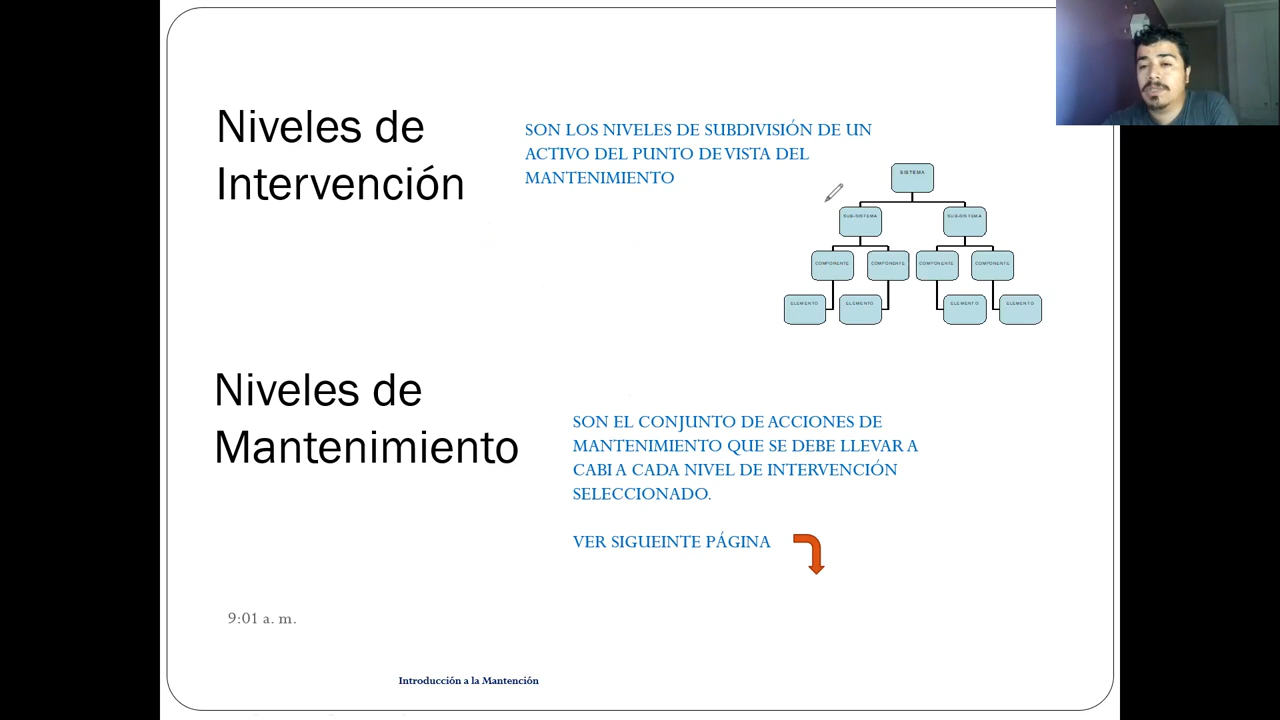 Niveles de
Intervención
SON LOS NIVELES DE SUBDIVISIÓN DE UN
ACTIVO DEL PUNTO DE VISTA DEL
MANTENIMIENTO
SISTEMA
SUB-SISTEMA
SUB-SISTEMA
COMPONENTE
COMPONENTE
COMPONENTE
COMPONENTE
ELEMENTO
ELEMENTO
ELEMENTO
ELEMENTO
Niveles de
Mantenimiento
SON EL CONJUNTO DE ACCIONES DE
MANTENIMIENTO QUE SE DEBE LLEVAR A
CABI A CADA NIVEL DE INTERVENCIÓN
SELECCIONADO.
VER SIGUEINTE PÁGINA
9:01 a. m.
Introducción a la Mantención